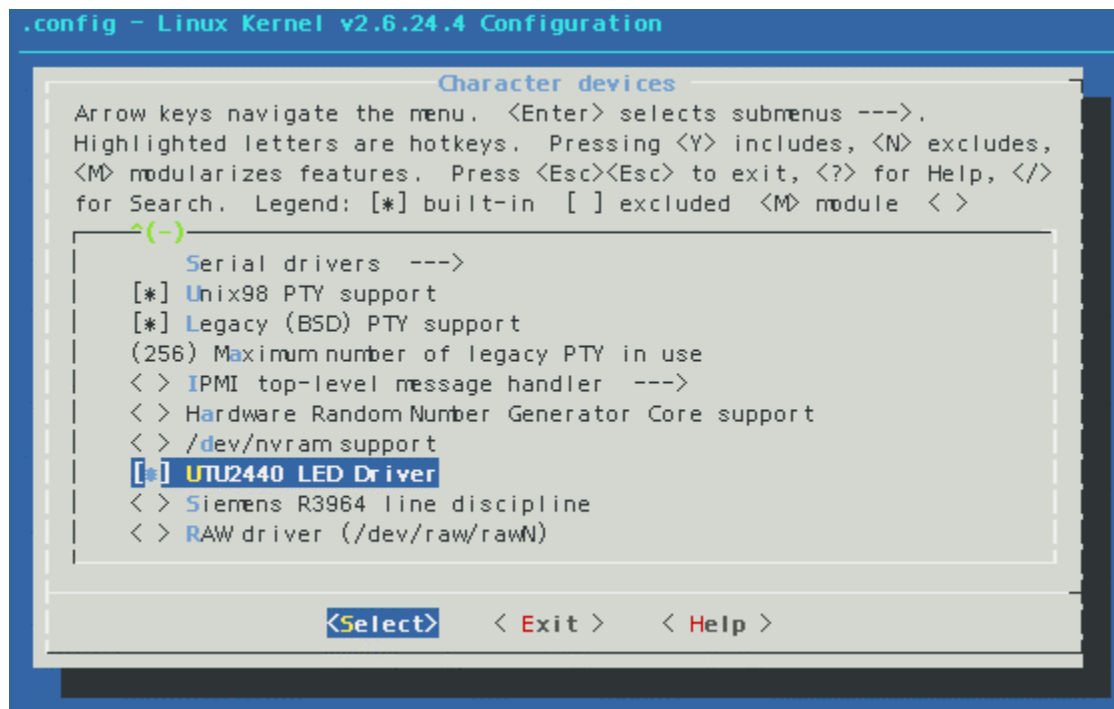 .config - Linux Kernel v2.6.24.4 Configuration
Character devices
Arrow keys navigate the menu. <Enter> selects submenus --->.
Highlighted letters are hotkeys. Pressing <Y> includes, <N> excludes,
<M> modularizes features. Press <Esc><Esc> to exit, <?> for Help, </>
for Search. Legend: [*] built-in [ ] excluded <M> module < >
^(-)
Serial drivers --->
[*] Unix98 PTY support
[*] Legacy (BSD) PTY support
(256) Maximum number of legacy PTY in use
< > IPMI top-level message handler --->
< > Hardware Random Number Generator Core support
< > /dev/nvram support
[*] UTU2440 LED Driver
< > Siemens R3964 line discipline
< > RAW driver (/dev/raw/rawN)
<Select> < Exit > < Help >